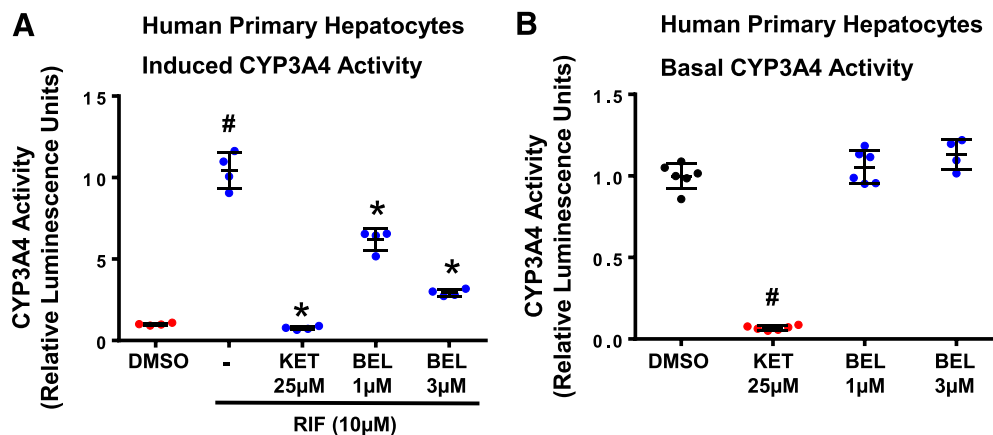 A
Human Primary Hepatocytes
Induced CYP3A4 Activity
CYP3A4 Activity
(Relative Luminescence Units)
15
10
5
0
#
*
*
*
DMSO
-
KET
25μM
BEL
1μM
BEL
3μM
RIF (10μM)
B
Human Primary Hepatocytes
Basal CYP3A4 Activity
CYP3A4 Activity
(Relative Luminescence Units)
1.5
1.0
0.5
0.0
#
DMSO
KET
25μM
BEL
1μM
BEL
3μM